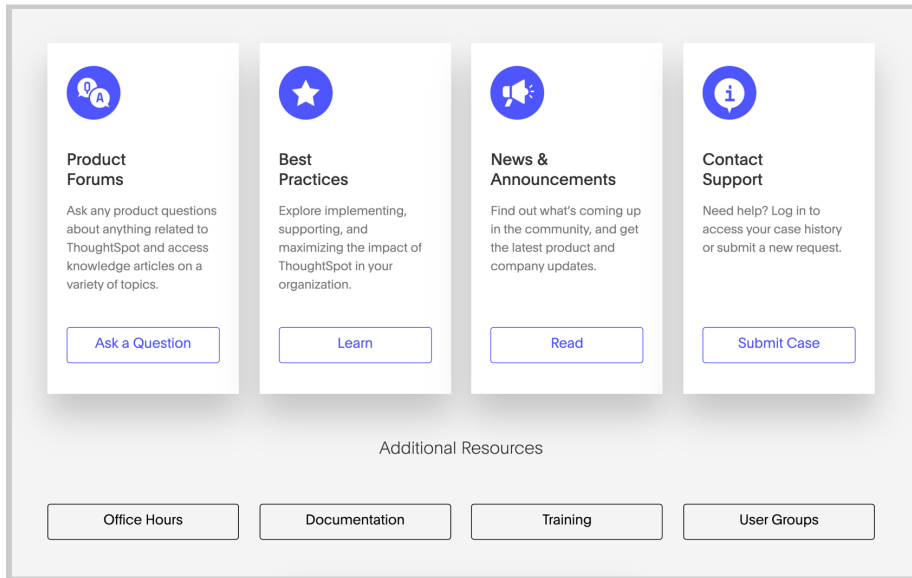 Q
A
i
Product
Forums
Ask any product questions
about anything related to
ThoughtSpot and access
knowledge articles on a
variety of topics.
Ask a Question
Best
Practices
Explore implementing,
supporting, and
maximizing the impact of
ThoughtSpot in your
organization.
Learn
News &
Announcements
Find out what's coming up
in the community, and get
the latest product and
company updates.
Read
Contact
Support
Need help? Log in to
access your case history
or submit a new request.
Submit Case
Additional Resources
Office Hours
Documentation
Training
User Groups